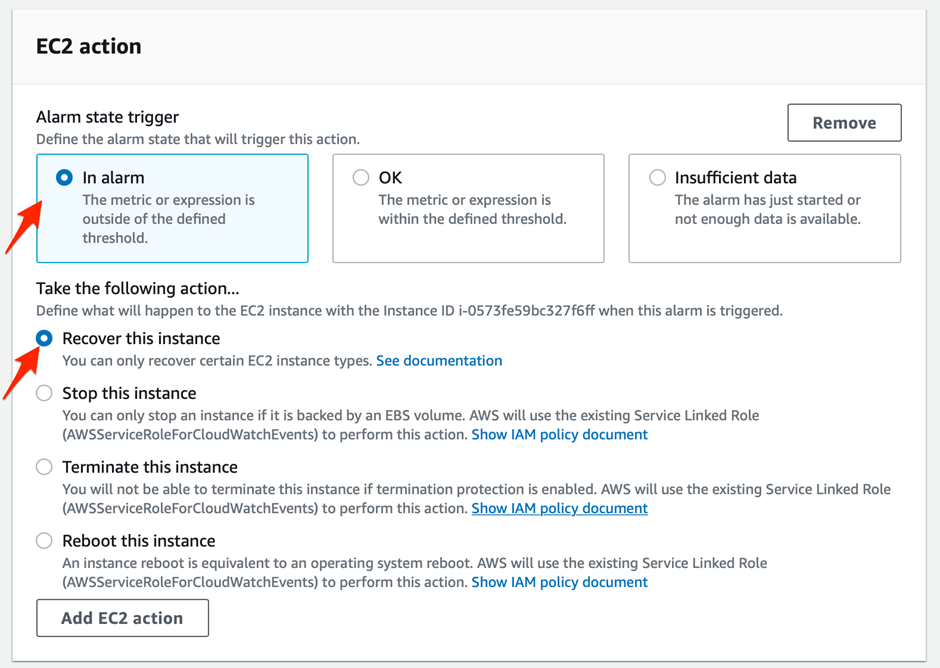 EC2 action
Alarm state trigger
Define the alarm state that will trigger this action.
Remove
In alarm
The metric or expression is
outside of the defined
threshold.
OK
The metric or expression is
within the defined threshold.
Insufficient data
The alarm has just started or
not enough data is available.
Take the following action...
Define what will happen to the EC2 instance with the Instance ID i-0573fe59bc327f6ff when this alarm is triggered.
Recover this instance
You can only recover certain EC2 instance types. See documentation
Stop this instance
You can only stop an instance if it is backed by an EBS volume. AWS will use the existing Service Linked Role
(AWSServiceRoleForCloudWatchEvents) to perform this action. Show IAM policy document
Terminate this instance
You will not be able to terminate this instance if termination protection is enabled. AWS will use the existing Service Linked Role
(AWSServiceRoleForCloudWatchEvents) to perform this action. Show IAM policy document
Reboot this instance
An instance reboot is equivalent to an operating system reboot. AWS will use the existing Service Linked Role
(AWSServiceRoleForCloudWatchEvents) to perform this action. Show IAM policy document
Add EC2 action